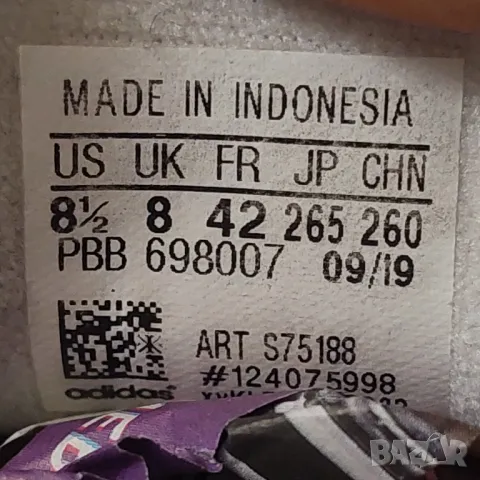 MADE IN INDONESIA
US UK FR JP CHN
8½ 8 42 265 260
PBB 698007 09/19
ART S75188
#124075998
adidas
BAZAR